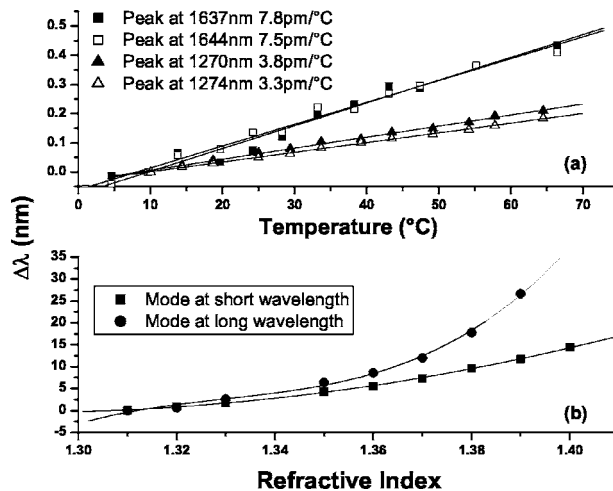 Peak at 1637nm 7.8pm/°C
Peak at 1644nm 7.5pm/°C
Peak at 1270nm 3.8pm/°C
Peak at 1274nm 3.3pm/°C
0.5
0.4
0.3
0.2
0.1
0.0
(a)
0 10 20 30 40 50 60 70
Temperature (°C)
Δλ (nm)
35
30
25
20
15
10
5
0
-5
Mode at short wavelength
Mode at long wavelength
(b)
1.30 1.32 1.34 1.36 1.38 1.40
Refractive Index